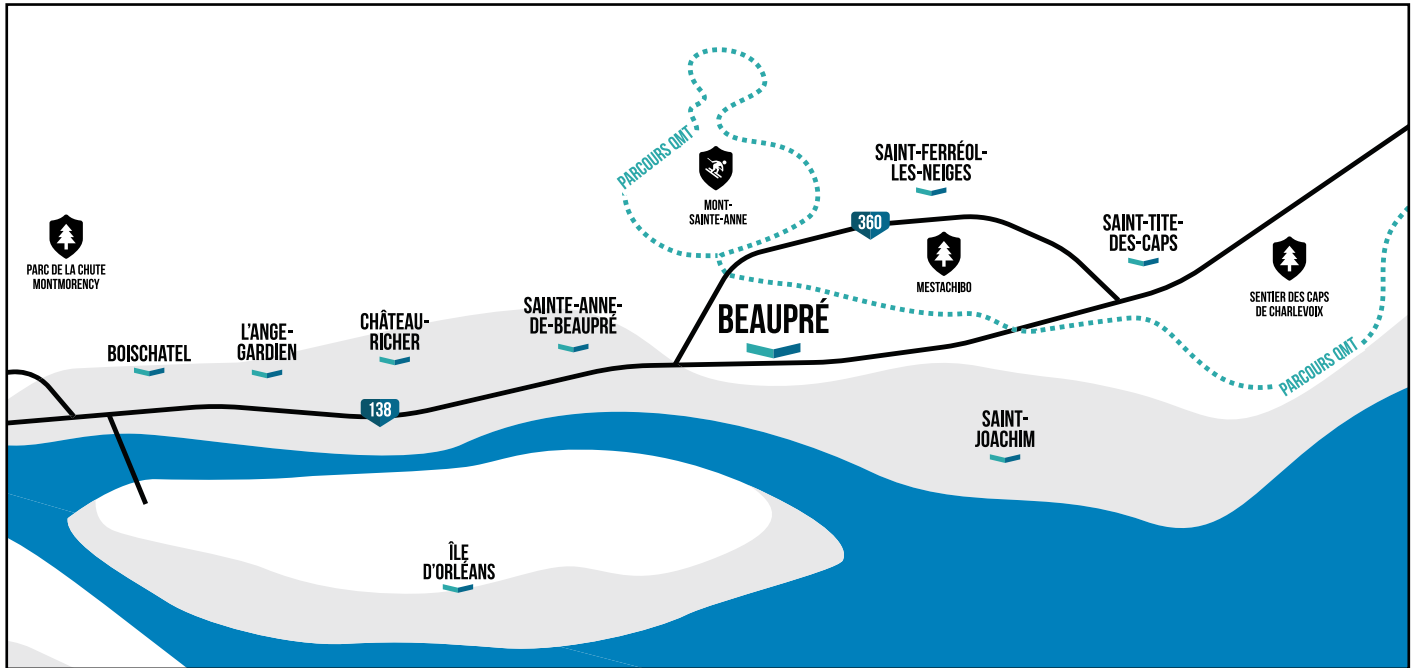 PARCOURS QMT
MONT-
SAINTE-ANNE
SAINT-FERRÉOL-
LES-NEIGES
360
SAINT-TITE-
DES-CAPS
PARC DE LA CHUTE
MONTMORENCY
MESTACHIBO
SENTIER DES CAPS
DE CHARLEVOIX
BOISCHATEL
L'ANGE-
GARDIEN
CHÂTEAU-
RICHER
SAINTE-ANNE-
DE-BEAUPRÉ
BEAUPRÉ
PARCOURS QMT
138
SAINT-
JOACHIM
ÎLE
D'ORLÉANS